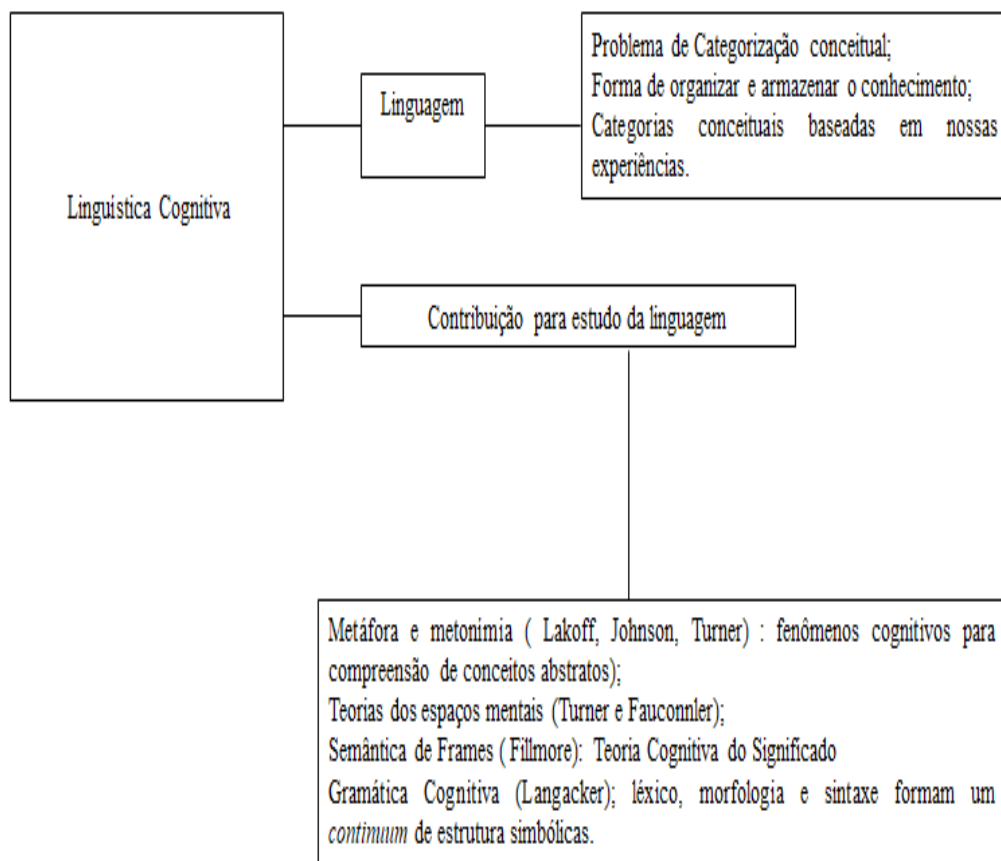 Problema de Categorização conceitual;
Forma de organizar e armazenar o conhecimento;
Categorias conceituais baseadas em nossas
experiências.
Linguagem
Linguística Cognitiva
Contribuição para estudo da linguagem
Metáfora e metonímia ( Lakoff, Johnson, Turner) : fenômenos cognitivos para
compreensão de conceitos abstratos);
Teorias dos espaços mentais (Turner e Fauconnler);
Semântica de Frames ( Fillmore): Teoria Cognitiva do Significado
Gramática Cognitiva (Langacker); léxico, morfologia e sintaxe formam um
continuum de estrutura simbólicas.